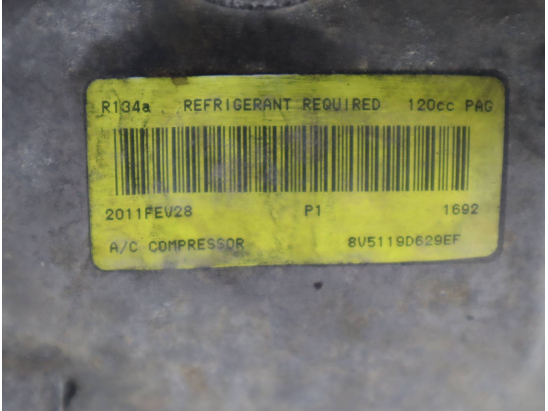 R134a REFRIGERANT REQUIRED 120cc PAG
2011FEV28 P1 1692
A/C COMPRESSOR 8V5119D629EF